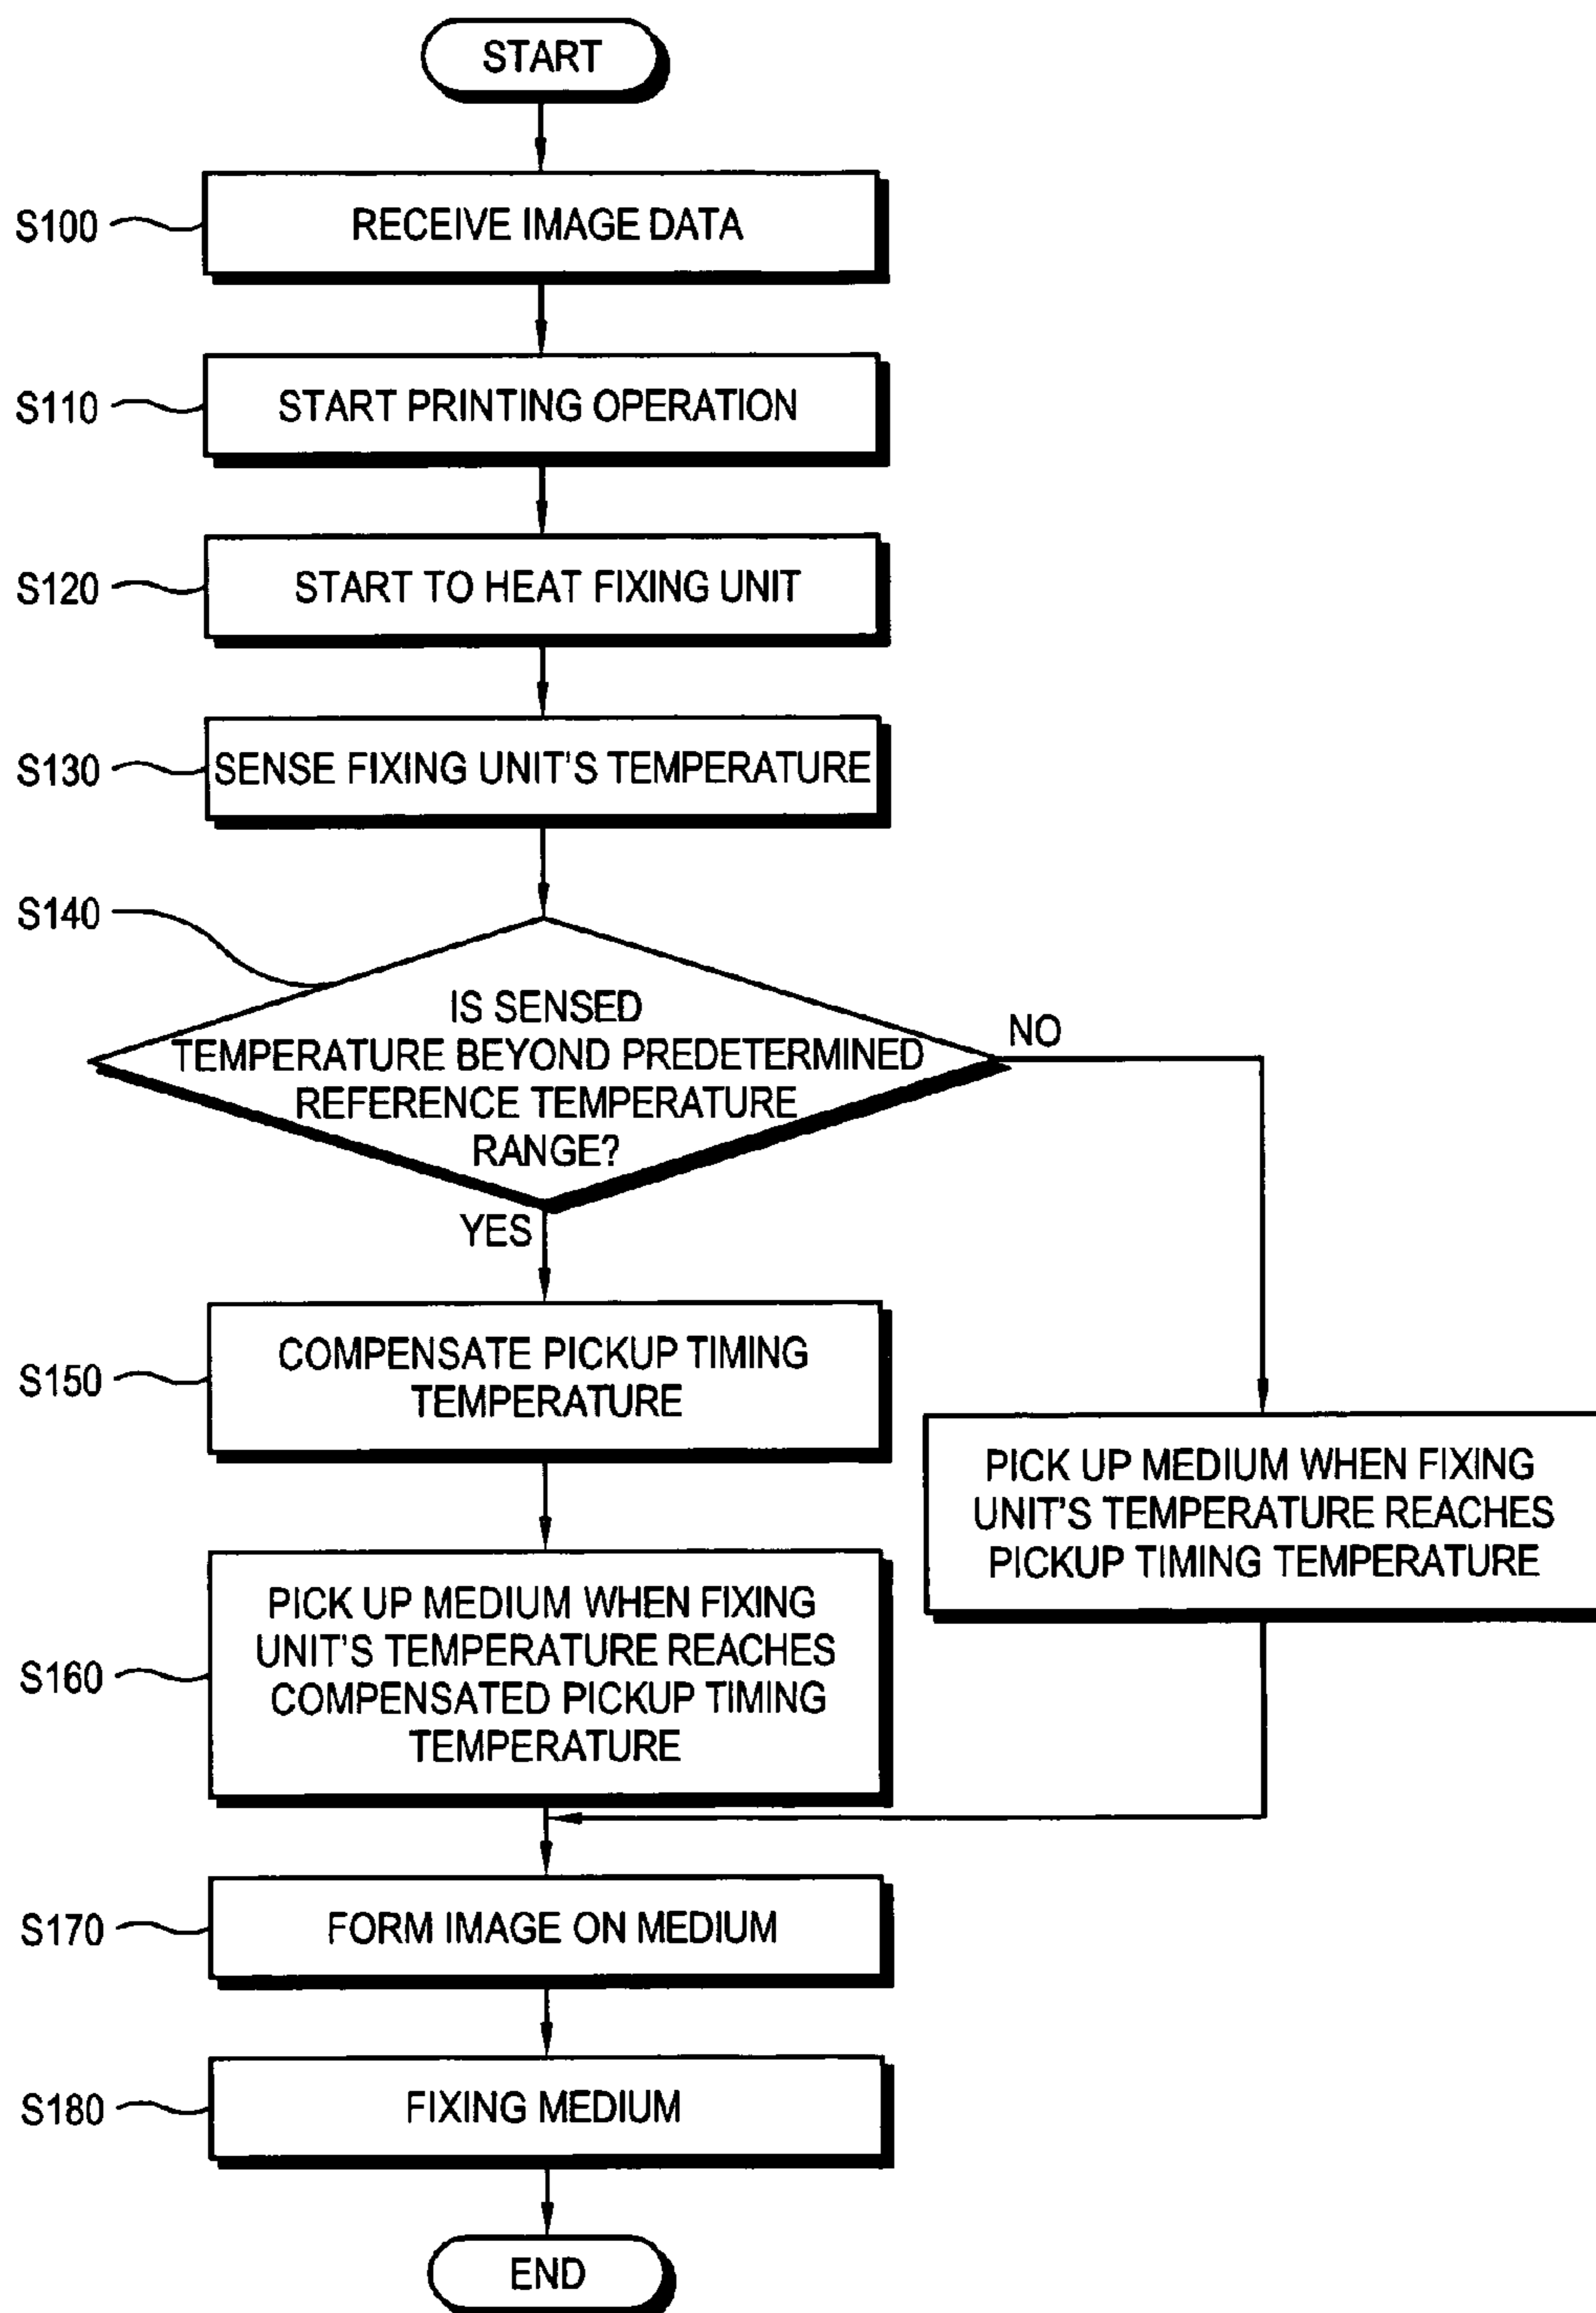 START
S100
RECEIVE IMAGE DATA
S110
START PRINTING OPERATION
S120
START TO HEAT FIXING UNIT
S130
SENSE FIXING UNIT'S TEMPERATURE
S140
IS SENSED
TEMPERATURE BEYOND PREDETERMINED
REFERENCE TEMPERATURE
RANGE?
NO
YES
S150
COMPENSATE PICKUP TIMING
TEMPERATURE
PICK UP MEDIUM WHEN FIXING
UNIT'S TEMPERATURE REACHES
PICKUP TIMING TEMPERATURE
S160
PICK UP MEDIUM WHEN FIXING
UNIT'S TEMPERATURE REACHES
COMPENSATED PICKUP TIMING
TEMPERATURE
S170
FORM IMAGE ON MEDIUM
S180
FIXING MEDIUM
END